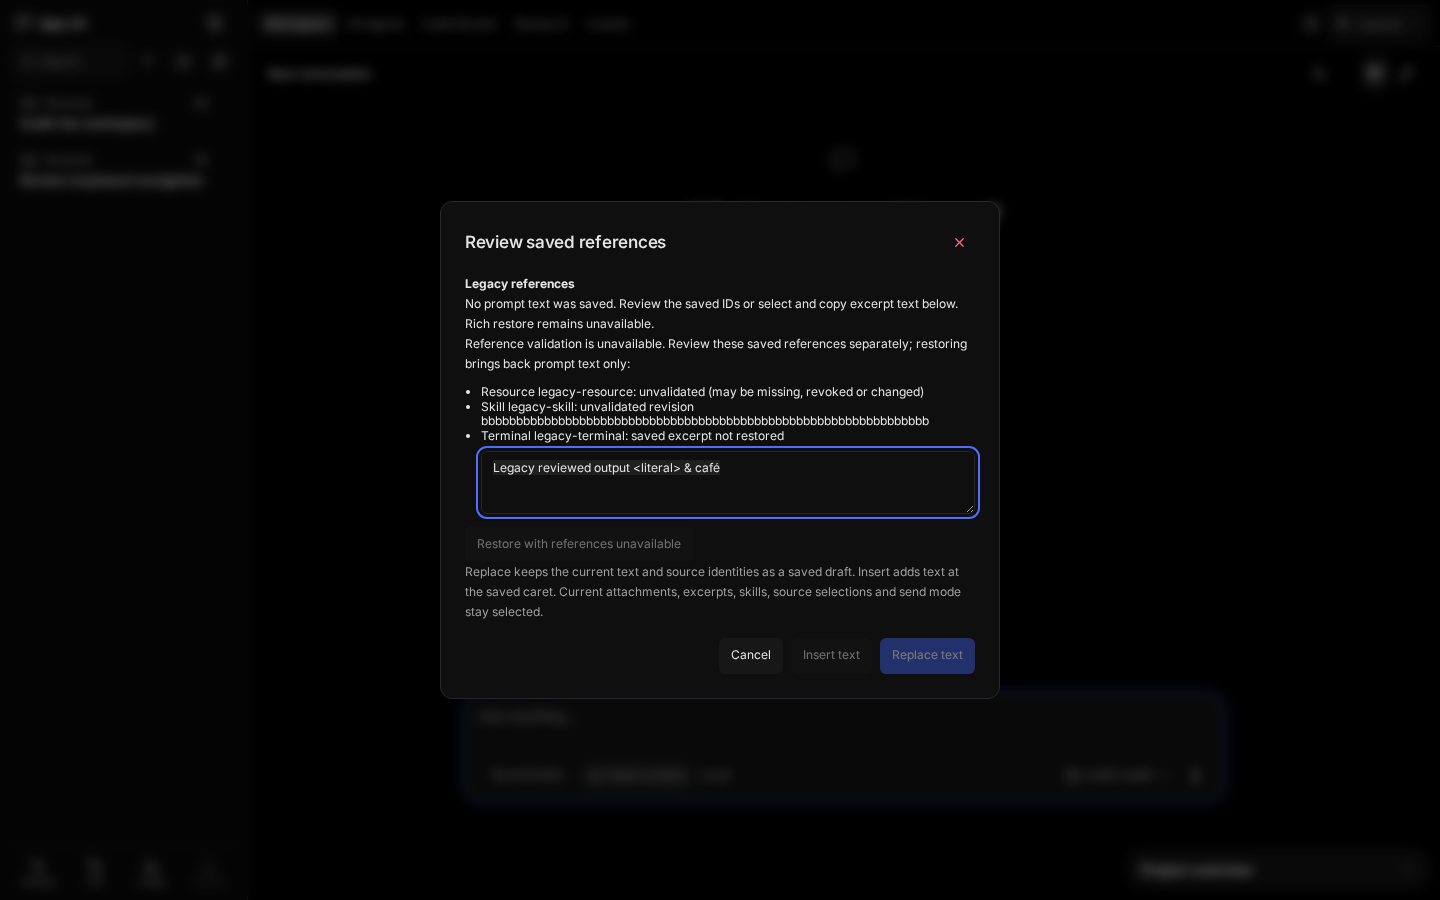 Review saved references
Legacy references
No prompt text was saved. Review the saved IDs or select and copy excerpt text below.
Rich restore remains unavailable.
Reference validation is unavailable. Review these saved references separately; restoring
brings back prompt text only:
• Resource legacy-resource: unvalidated (may be missing, revoked or changed)
• Skill legacy-skill: unvalidated revision
bbbbbbbbbbbbbbbbbbbbbbbbbbbbbbbbbbbbbbbbbbbbbbbbbbbbbbbbbbbbbbbb
• Terminal legacy-terminal: saved excerpt not restored
Legacy reviewed output <literal> & café
Restore with references unavailable
Replace keeps the current text and source identities as a saved draft. Insert adds text at
the saved caret. Current attachments, excerpts, skills, source selections and send mode
stay selected.
Cancel
Insert text
Replace text